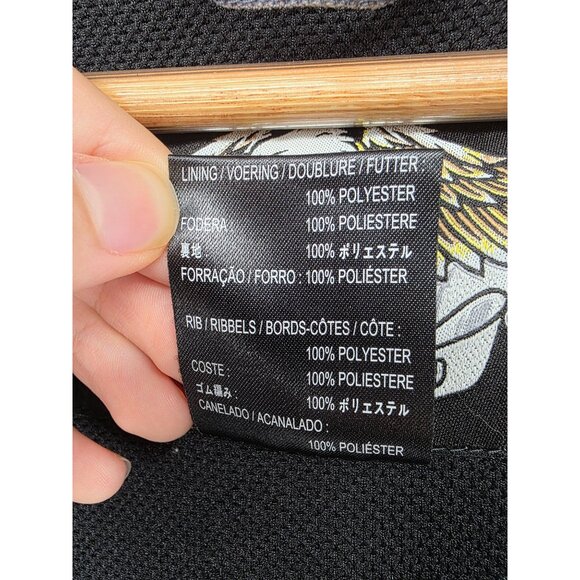 LINING / VOERING / DOUBLURE / FUTTER :
100% POLYESTER
FODERA 100% POLIESTERE
裏地 100% ポリエステル
FORRAÇÃO / FORRO : 100% POLIÉSTER
RIB / RIBBELS / BORDS-CÔTES / CÔTE :
100% POLYESTER
COSTE : 100% POLIESTERE
ゴム編み : 100% ポリエステル
CANELADO / ACANALADO :
100% POLIÉSTER